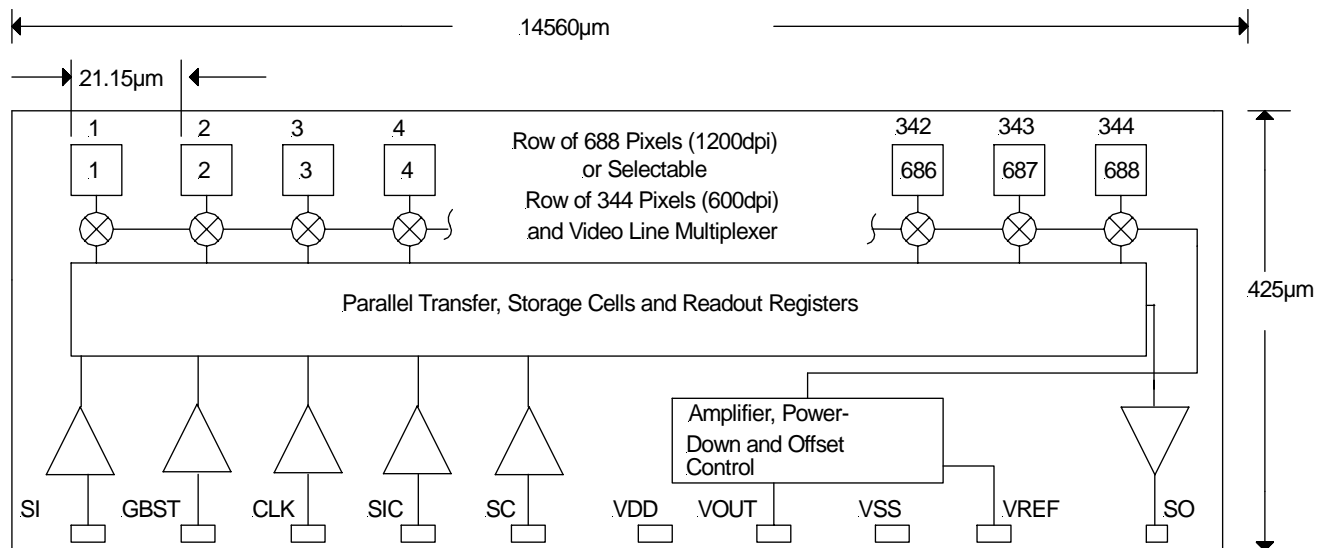 14560µm
21.15µm
1 2 3 4 342 343 344
1 2 3 4 686 687 688
Row of 688 Pixels (1200dpi)
or Selectable
Row of 344 Pixels (600dpi)
and Video Line Multiplexer
425µm
Parallel Transfer, Storage Cells and Readout Registers
Amplifier, Power-
Down and Offset
Control
SI GBST CLK SIC SC VDD VOUT VSS VREF SO